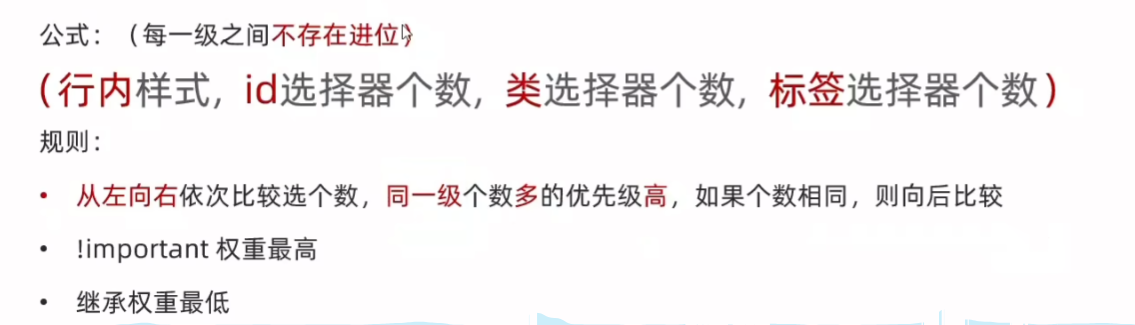 公式：（每一级之间不存在进位）
（行内样式，id选择器个数，类选择器个数，标签选择器个数）
规则：
• 从左向右依次比较选个数，同一级个数多的优先级高，如果个数相同，则向后比较
• !important 权重最高
• 继承权重最低